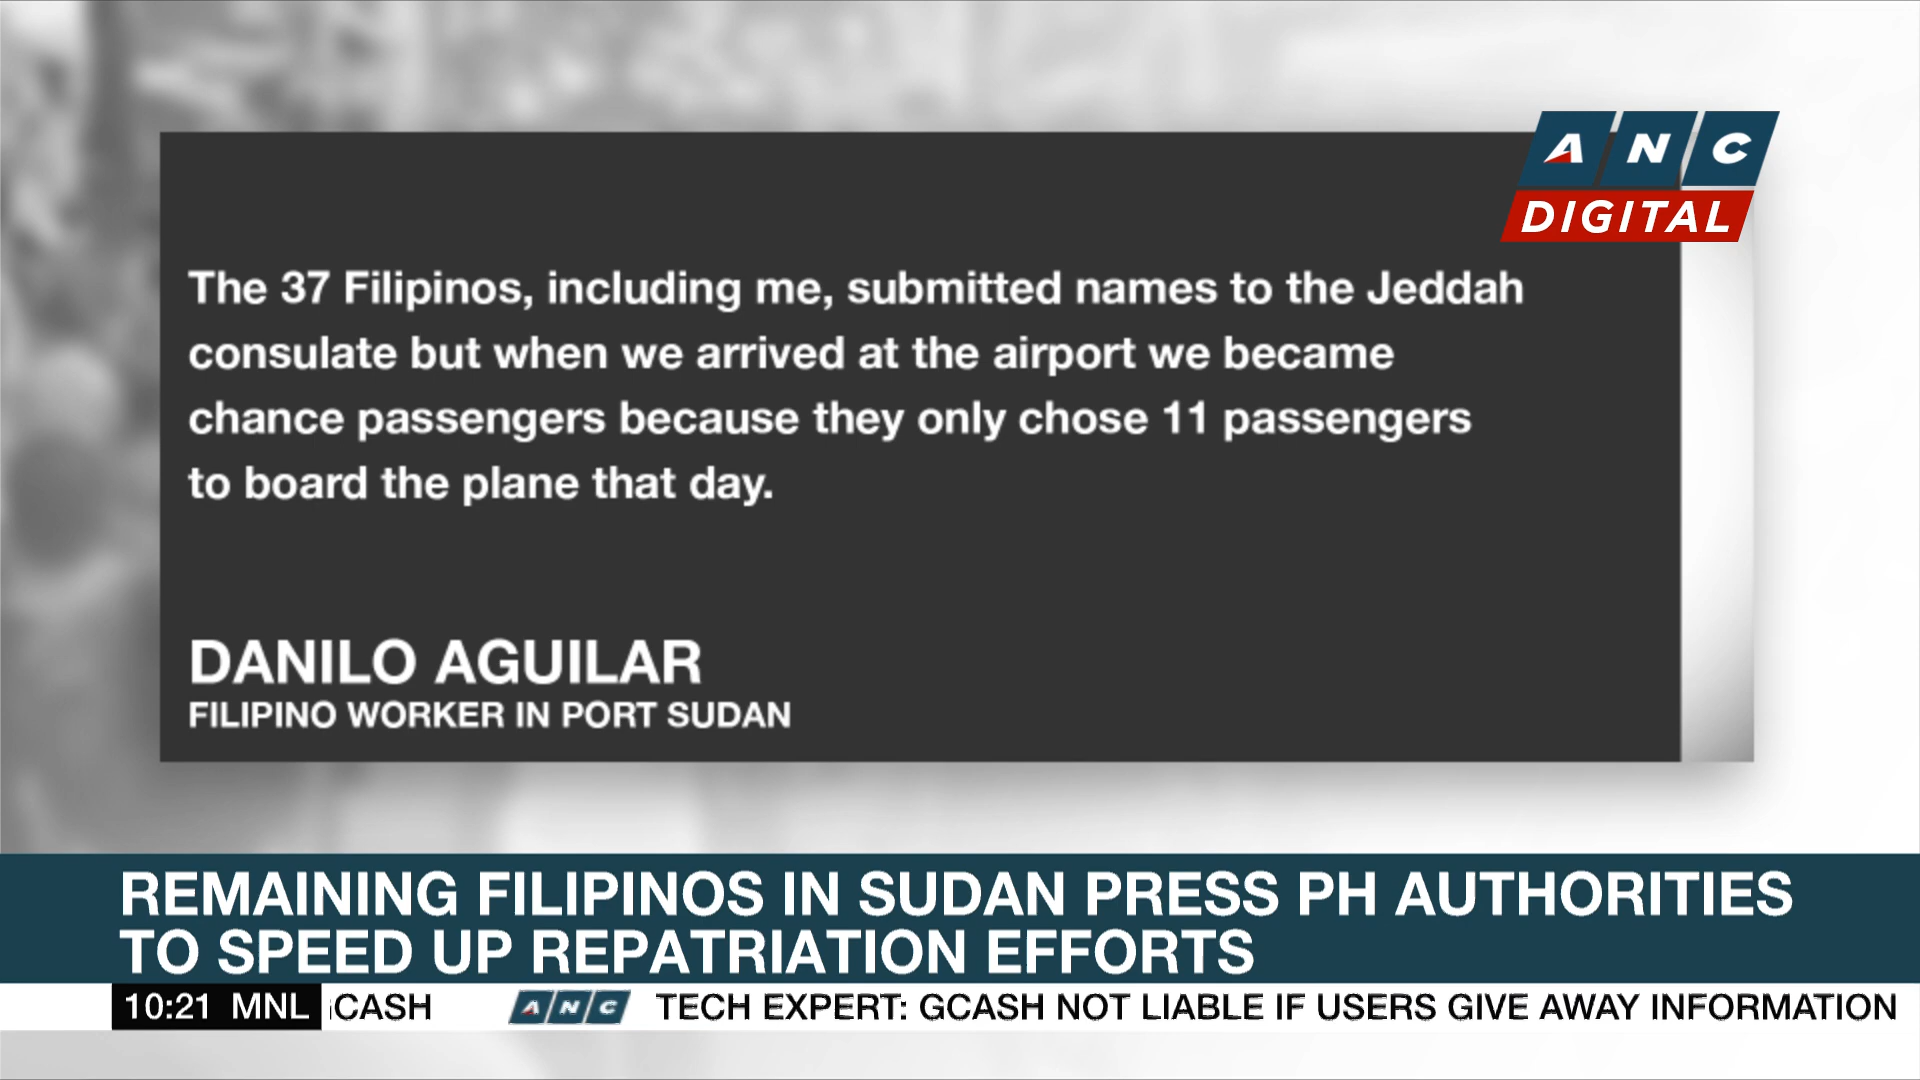 ANC
DIGITAL
The 37 Filipinos, including me, submitted names to the Jeddah
consulate but when we arrived at the airport we became
chance passengers because they only chose 11 passengers
to board the plane that day.
DANILO AGUILAR
FILIPINO WORKER IN PORT SUDAN
REMAINING FILIPINOS IN SUDAN PRESS PH AUTHORITIES
TO SPEED UP REPATRIATION EFFORTS
10:21 MNL CASH ANC TECH EXPERT: GCASH NOT LIABLE IF USERS GIVE AWAY INFORMATION